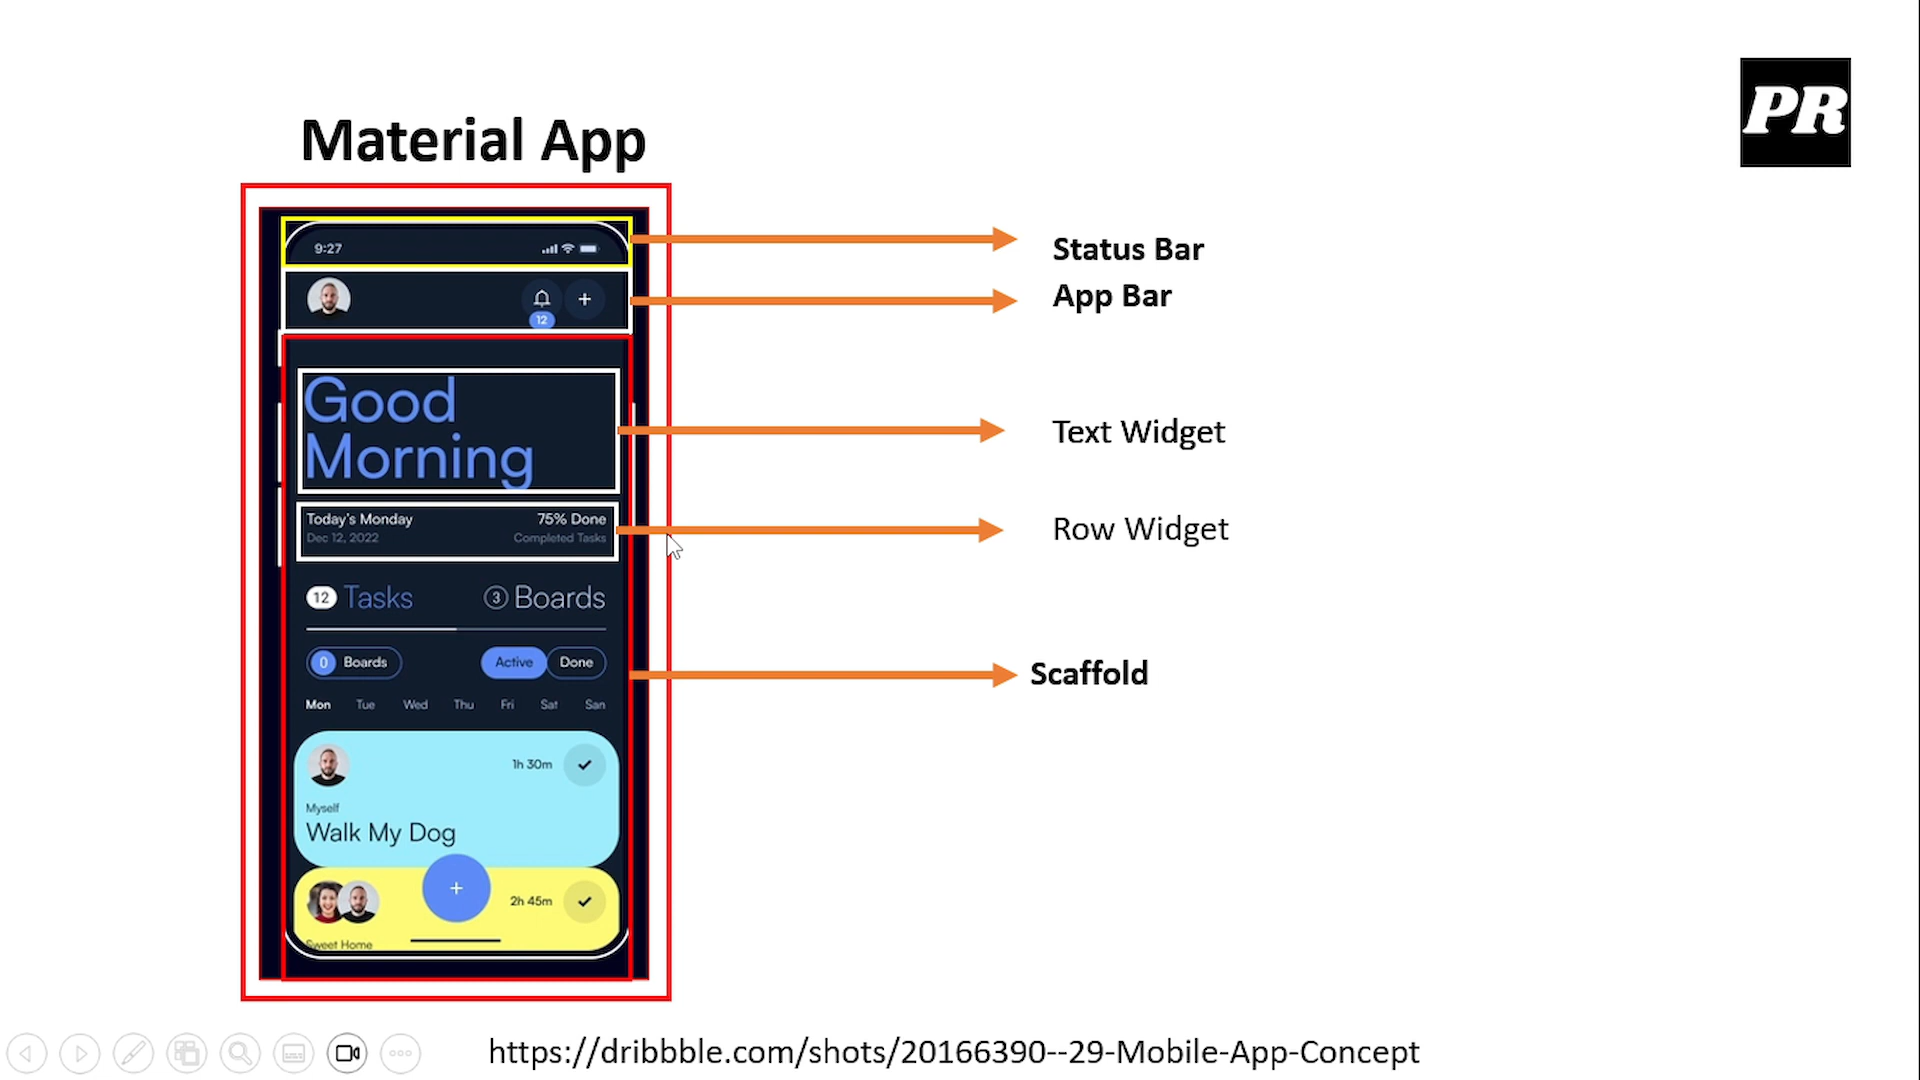 PR
Material App
9:27
Status Bar
App Bar
12
Good
Morning
Text Widget
Today's Monday 75% Done
Dec 12, 2022 Completed Tasks
Row Widget
12 Tasks 3 Boards
0 Boards Active Done
Scaffold
Mon Tue Wed Thu Fri Sat San
1h 30m
Myself
Walk My Dog
+
2h 45m
Sweet Home
https://dribbble.com/shots/20166390--29-Mobile-App-Concept